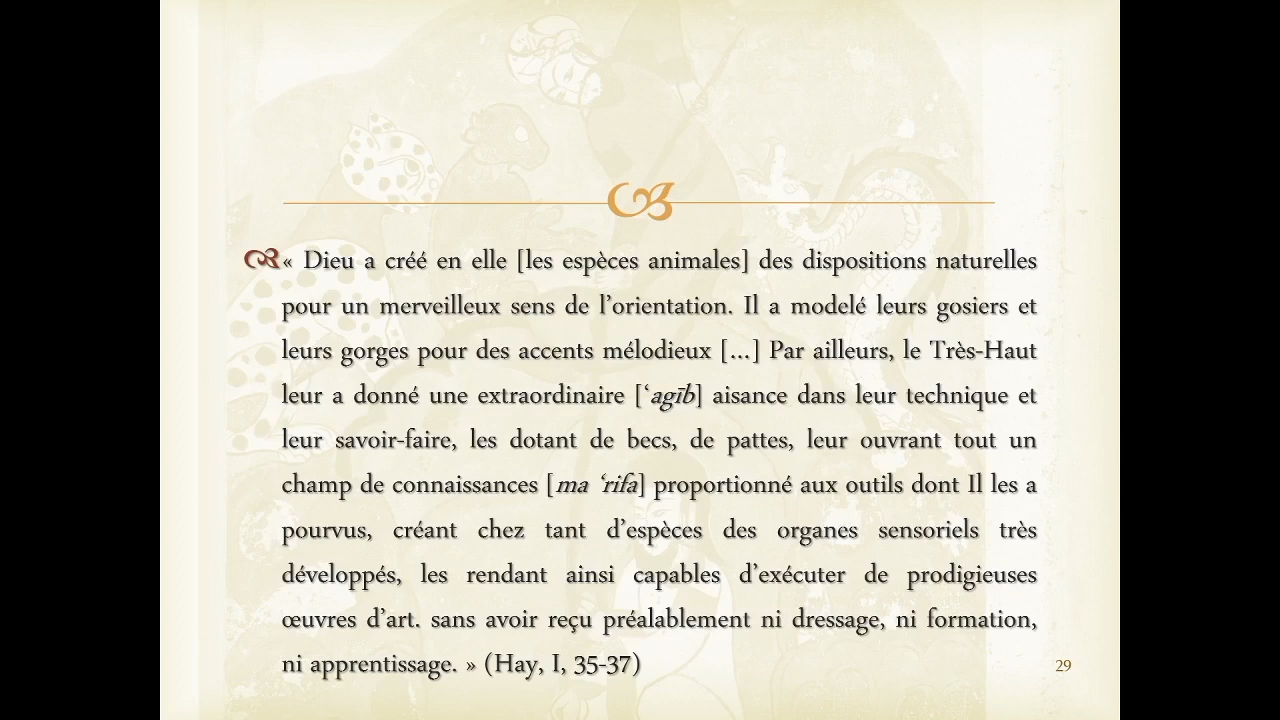 « Dieu a créé en elle [les espèces animales] des dispositions naturelles
pour un merveilleux sens de l’orientation. Il a modelé leurs gosiers et
leurs gorges pour des accents mélodieux [...] Par ailleurs, le Très-Haut
leur a donné une extraordinaire [‘agīb] aisance dans leur technique et
leur savoir-faire, les dotant de becs, de pattes, leur ouvrant tout un
champ de connaissances [ma ‘rifa] proportionné aux outils dont Il les a
pourvus, créant chez tant d’espèces des organes sensoriels très
développés, les rendant ainsi capables d’exécuter de prodigieuses
œuvres d’art. sans avoir reçu préalablement ni dressage, ni formation,
ni apprentissage. » (Hay, I, 35-37)
29